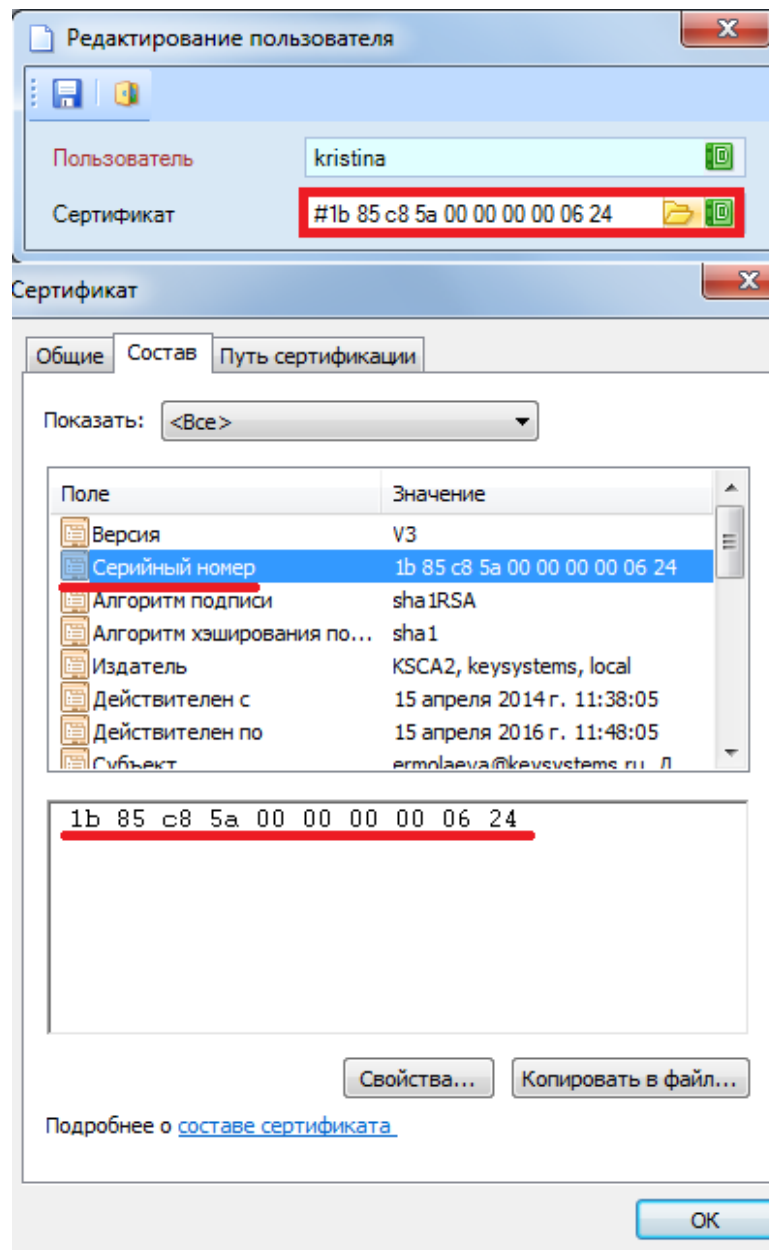 Редактирование пользователя
Пользователь kristina
Сертификат #1b 85 c8 5a 00 00 00 00 06 24
Сертификат
Общие Состав Путь сертификации
Показать: <Все>
Поле Значение
Версия V3
Серийный номер 1b 85 c8 5a 00 00 00 00 06 24
Алгоритм подписи sha1RSA
Алгоритм хэширования по... sha1
Издатель KSCA2, keysystems, local
Действителен с 15 апреля 2014 г. 11:38:05
Действителен по 15 апреля 2016 г. 11:48:05
Субъект ermolaeva@keysystems.ru, Л
1b 85 c8 5a 00 00 00 00 06 24
Свойства... Копировать в файл...
Подробнее о составе сертификата
ОК